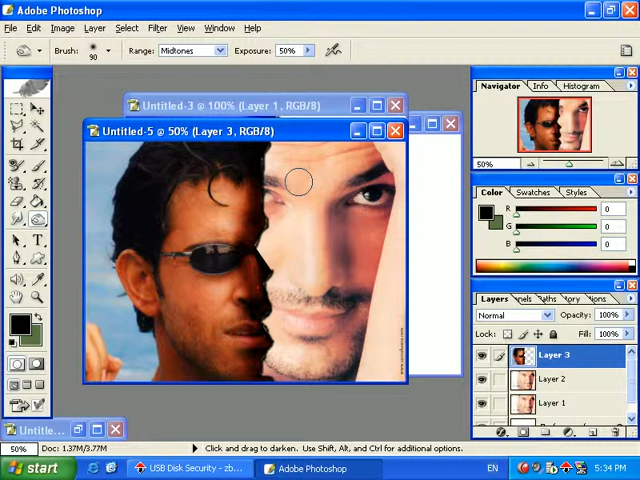 Adobe Photoshop
File Edit Image Layer Select Filter View Window Help
Brush: 90 Range: Midtones Exposure: 50%
Untitled-3 @ 100% (Layer 1, RGB/8)
Untitled-5 @ 50% (Layer 3, RGB/8)
Navigator Info Histogram
50%
Color Swatches Styles
R 0
G 0
B 0
Layers
Normal Opacity: 100%
Lock: Fill: 100%
Layer 3
Layer 2
Layer 1
Untitle...
50% Doc: 1.37M/3.77M Click and drag to darken. Use Shift, Alt, and Ctrl for additional options.
start USB Disk Security - zb... Adobe Photoshop EN 5:34 PM